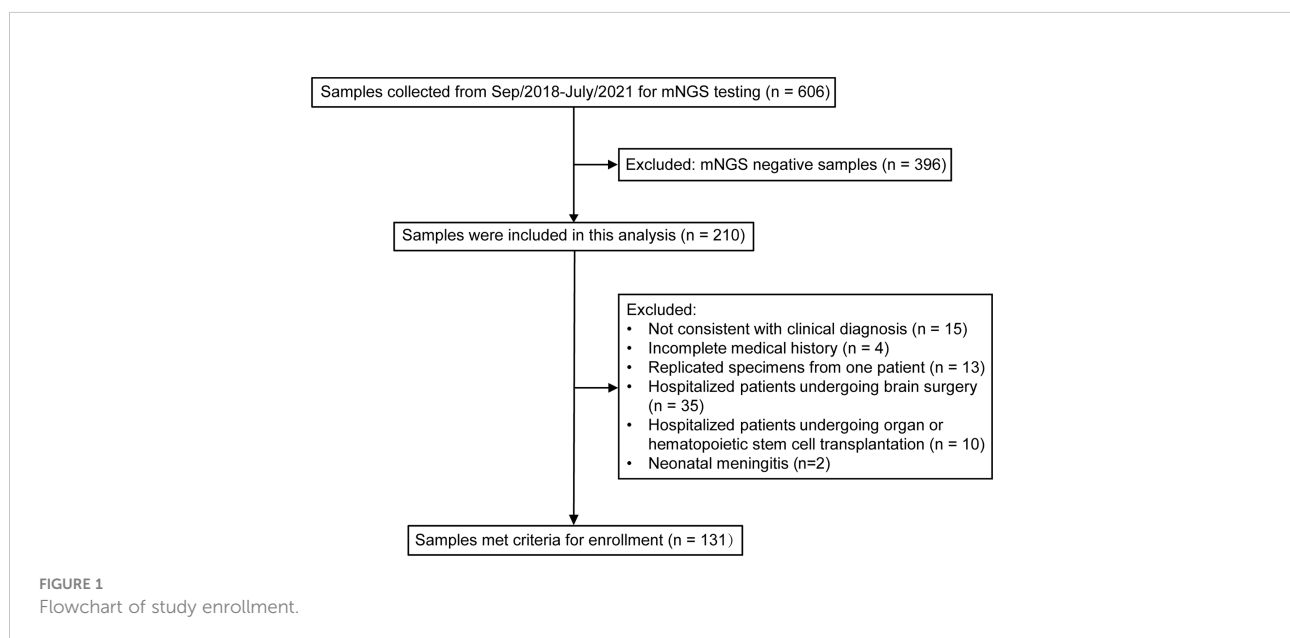 Samples collected from Sep/2018-July/2021 for mNGS testing (n = 606)
Excluded: mNGS negative samples (n = 396)
Samples were included in this analysis (n = 210)
Excluded:
• Not consistent with clinical diagnosis (n = 15)
• Incomplete medical history (n = 4)
• Replicated specimens from one patient (n = 13)
• Hospitalized patients undergoing brain surgery
(n = 35)
• Hospitalized patients undergoing organ or
hematopoietic stem cell transplantation (n = 10)
• Neonatal meningitis (n=2)
Samples met criteria for enrollment (n = 131）
FIGURE 1
Flowchart of study enrollment.